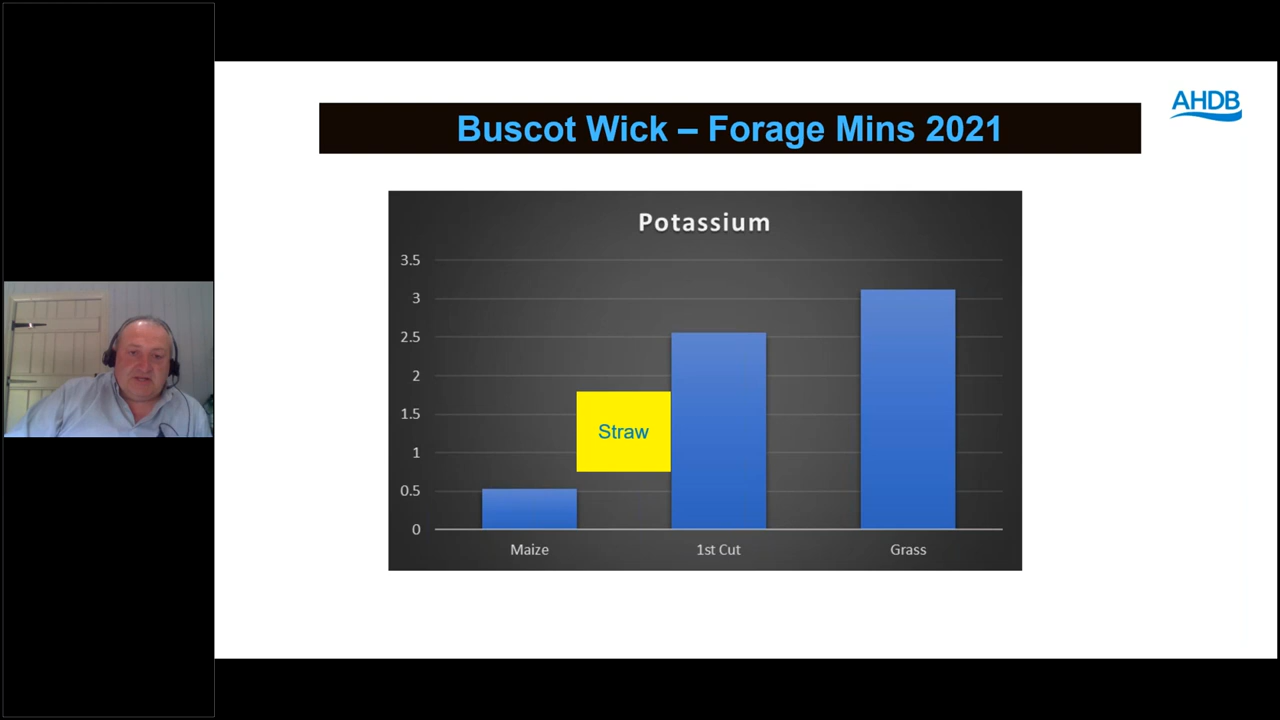 AHDB
Buscot Wick – Forage Mins 2021
Potassium
3.5
3
2.5
2
1.5
1
0.5
0
Straw
Maize
1st Cut
Grass